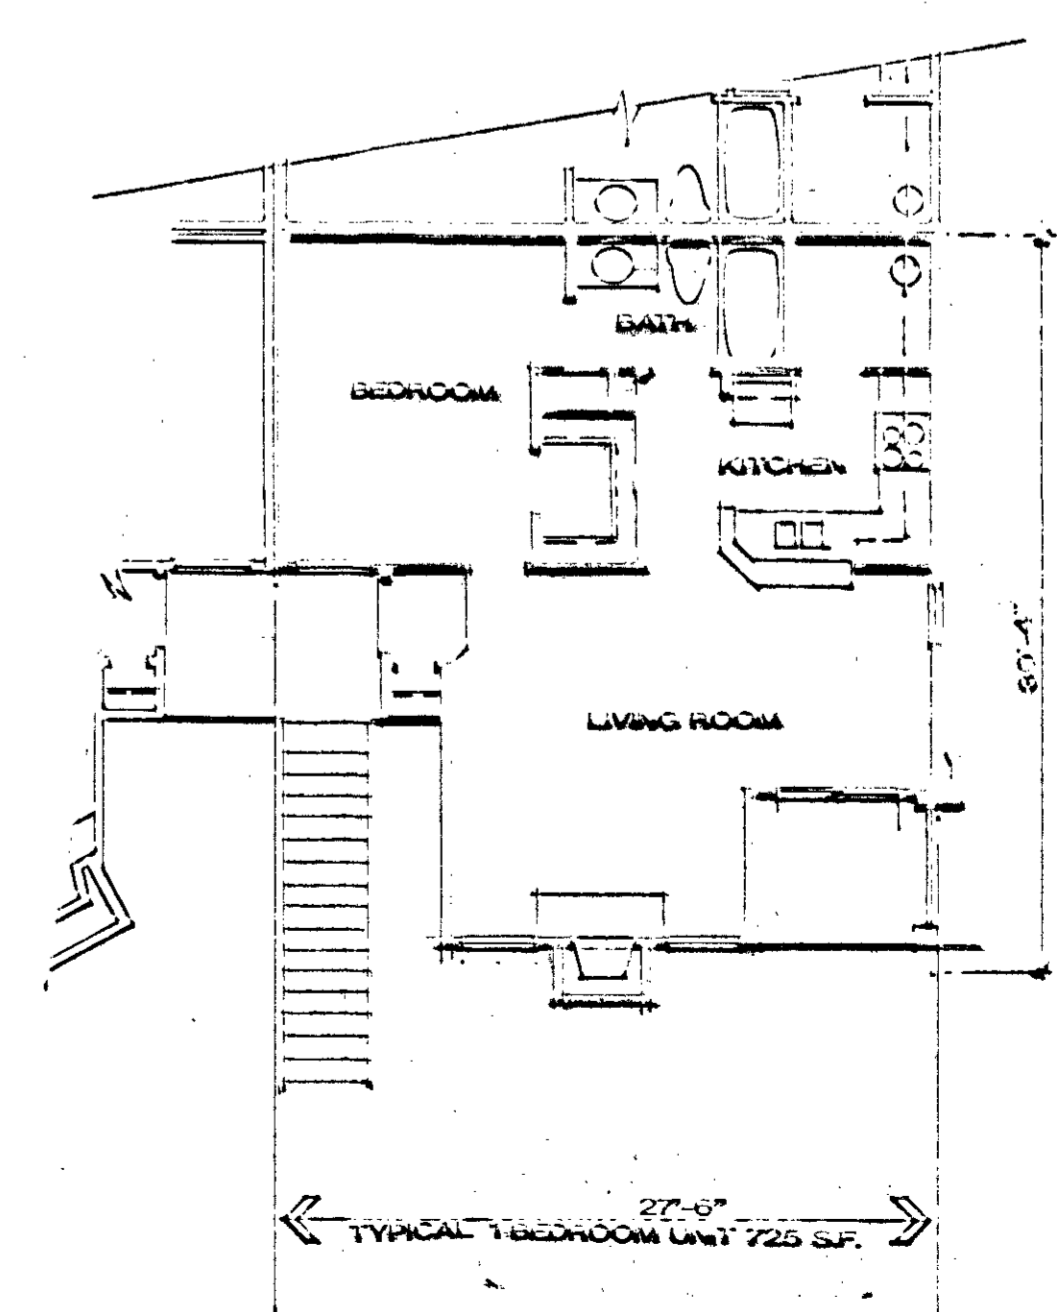 BATH
BEDROOM
KITCHEN
30'-4"
LIVING ROOM
27'-6"
TYPICAL 1 BEDROOM UNIT 725 S.F.